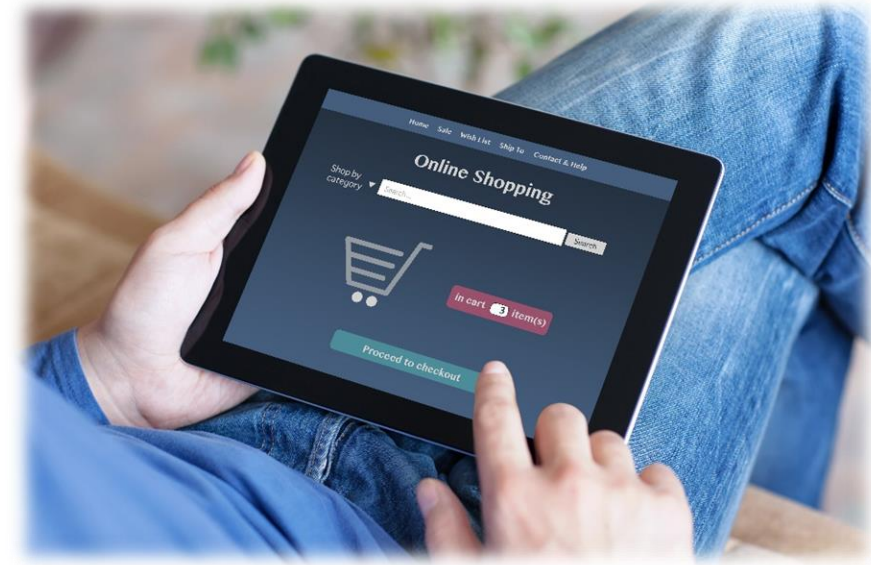 Home Sale Wish List Ship To Contact & Help
Online Shopping
Shop by
category
Search...
Search
in cart 3 item(s)
Proceed to checkout